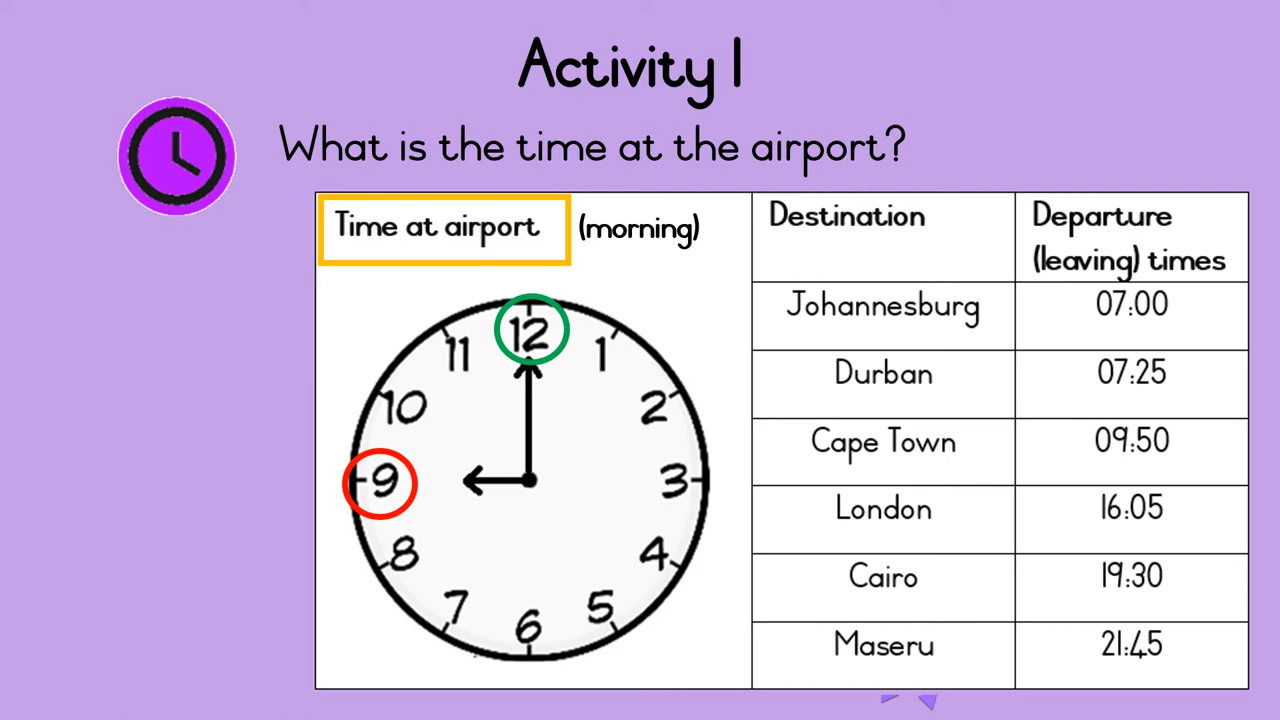 Activity 1
What is the time at the airport?
Time at airport (morning)
Destination
Departure
(leaving) times
12
11
1
10
2
9
3
8
4
7
5
6
Johannesburg 07:00
Durban 07:25
Cape Town 09:50
London 16:05
Cairo 19:30
Maseru 21:45